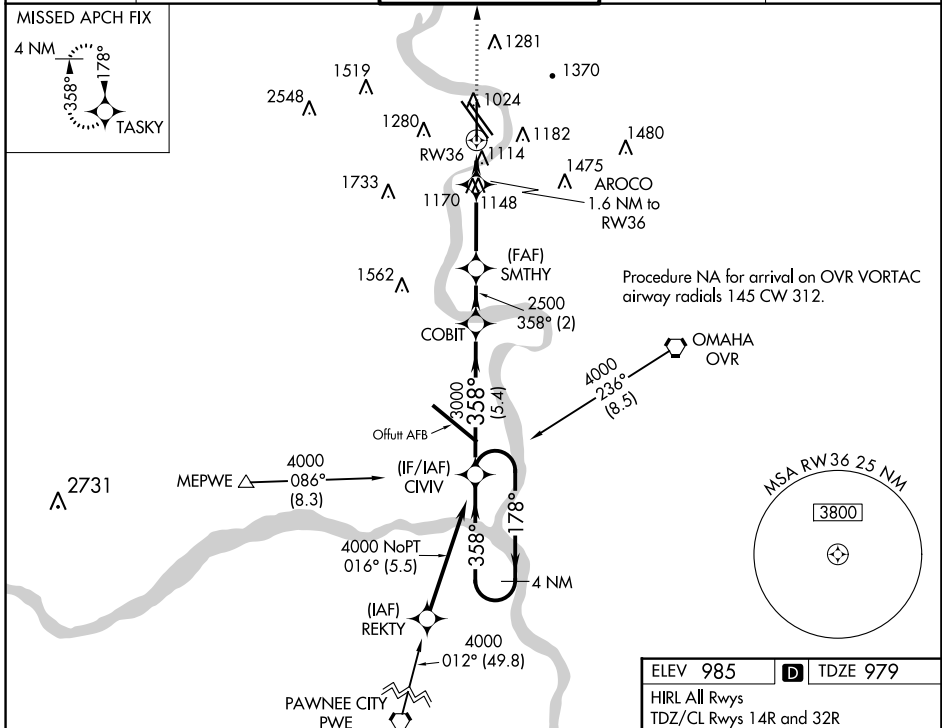 MISSED APCH FIX
4 NM
358°
178°
TASKY
1281
1370
1519
2548
1024
1280
1182
1480
RW36
1114
1475
1733
1170
1148
AROCO
1.6 NM to
RW36
(FAF)
SMTHY
1562
Procedure NA for arrival on OVR VORTAC
airway radials 145 CW 312.
2500
358° (2)
COBIT
OMAHA
OVR
4000
236°
(8.5)
3000
358°
(5.4)
Offutt AFB
2731
MEPWE
4000
086°
(8.3)
(IF/IAF)
CIVIV
MSA RW36 25 NM
3800
358°
178°
4000 NoPT
016° (5.5)
4 NM
(IAF)
REKTY
4000
012° (49.8)
PAWNEE CITY
PWE
ELEV 985 D TDZE 979
HIRL All Rwys
TDZ/CL Rwys 14R and 32R